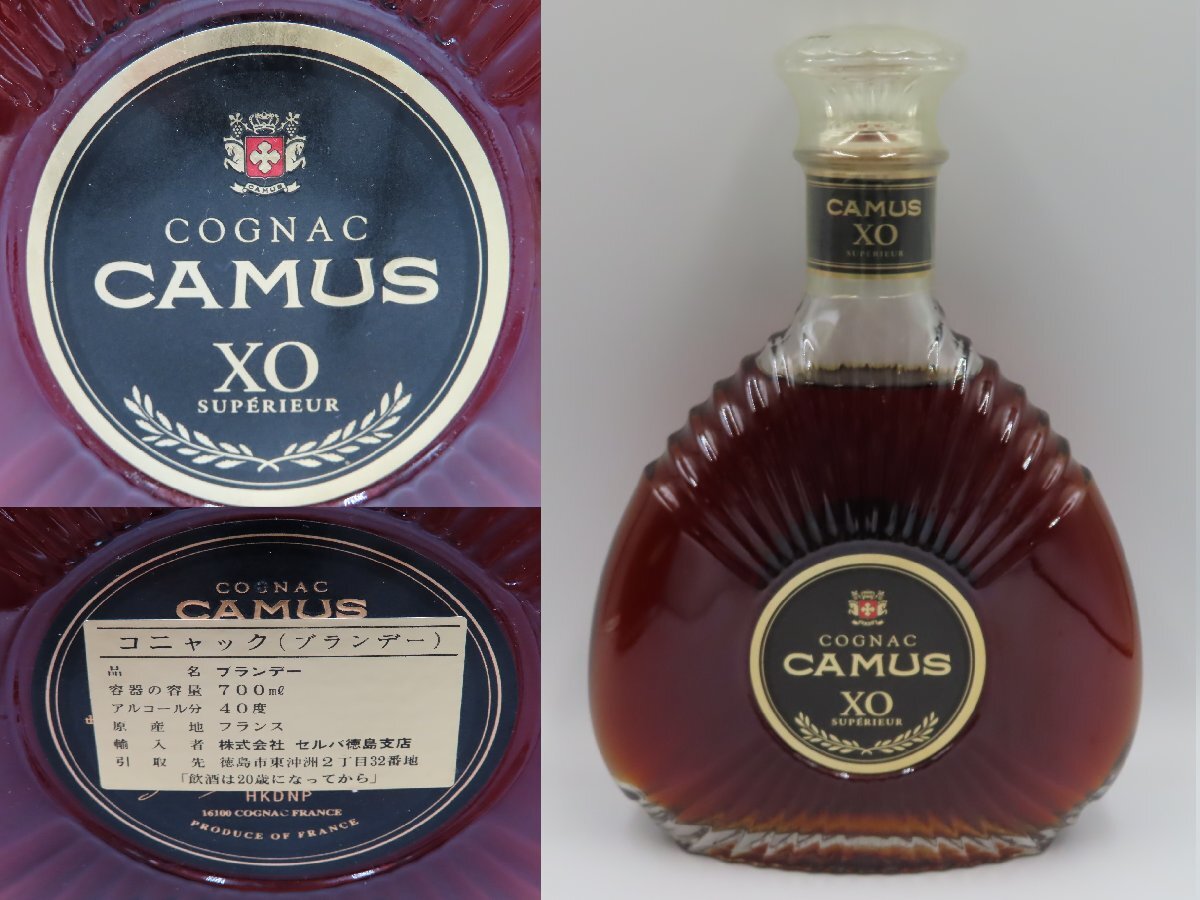 CAMUS
COGNAC
CAMUS
XO
SUPÉRIEUR
COGNAC
CAMUS
コニャック(ブランデー)
品名 ブランデー
容器の容量 700mℓ
アルコール分 40度
原産地 フランス
輸入者 株式会社 セルバ徳島支店
引取先 徳島市東沖洲2丁目32番地
「飲酒は20歳になってから」
HKDNP
16100 COGNAC FRANCE
PRODUCE OF FRANCE
CAMUS
XO
SUPÉRIEUR
COGNAC
CAMUS
XO
SUPÉRIEUR